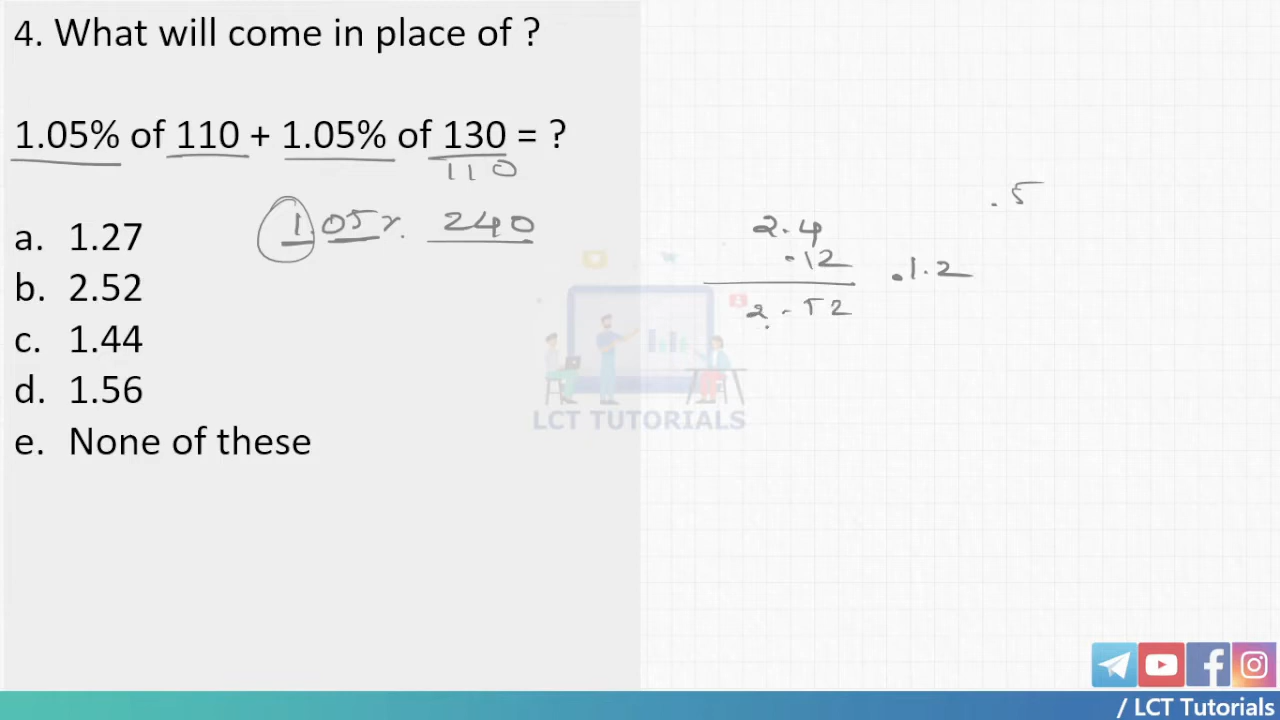 4. What will come in place of ?
1.05% of 110 + 1.05% of 130 = ?
110
1.05%. 240
a. 1.27
b. 2.52
c. 1.44
d. 1.56
e. None of these
.5
2.4
.12
.1.2
2.52
LCT TUTORIALS
/ LCT Tutorials